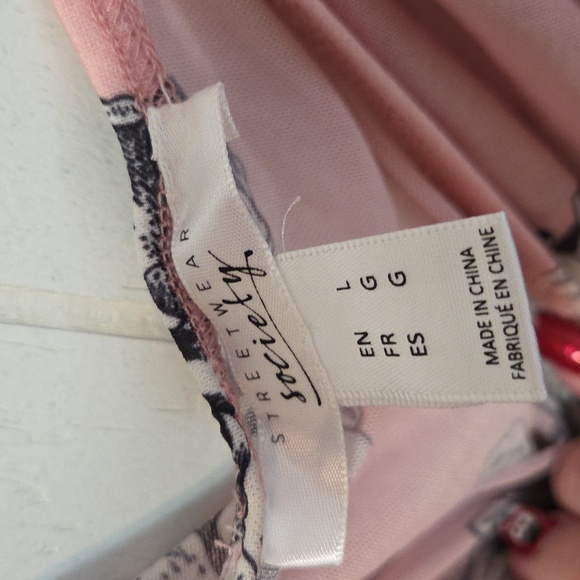 STREETWEAR
society.
EN L
FR G
ES G
MADE IN CHINA
FABRIQUÉ EN CHINE